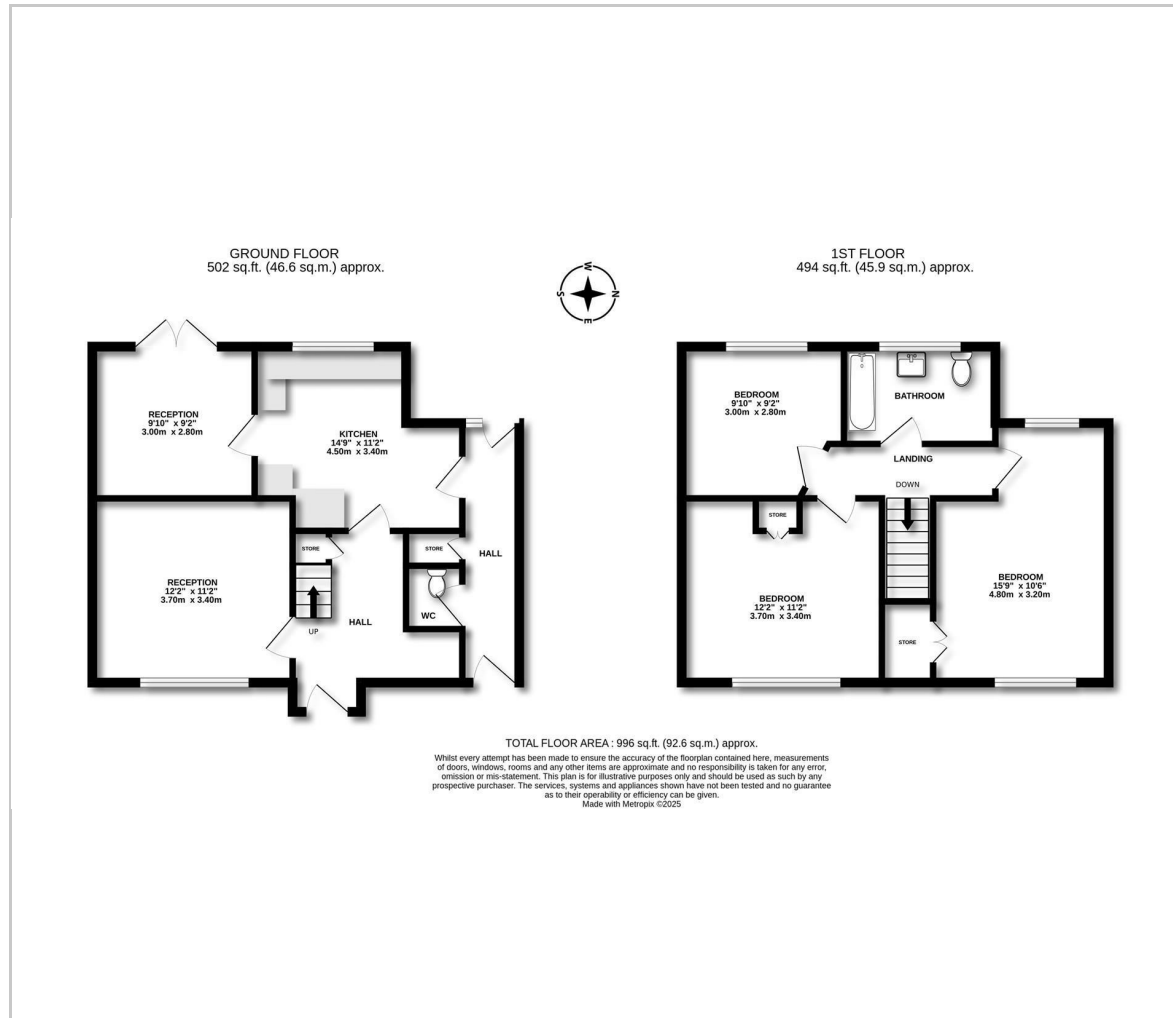 GROUND FLOOR
502 sq.ft. (46.6 sq.m.) approx.
1ST FLOOR
494 sq.ft. (45.9 sq.m.) approx.
W
S
N
E
RECEPTION
9'10" x 9'2"
3.00m x 2.80m
KITCHEN
14'9" x 11'2"
4.50m x 3.40m
STORE
STORE
HALL
RECEPTION
12'2" x 11'2"
3.70m x 3.40m
UP
HALL
WC
BEDROOM
9'10" x 9'2"
3.00m x 2.80m
BATHROOM
LANDING
DOWN
STORE
BEDROOM
12'2" x 11'2"
3.70m x 3.40m
STORE
BEDROOM
15'9" x 10'6"
4.80m x 3.20m
TOTAL FLOOR AREA : 996 sq.ft. (92.6 sq.m.) approx.
Whilst every attempt has been made to ensure the accuracy of the floorplan contained here, measurements
of doors, windows, rooms and any other items are approximate and no responsibility is taken for any error,
omission or mis-statement. This plan is for illustrative purposes only and should be used as such by any
prospective purchaser. The services, systems and appliances shown have not been tested and no guarantee
as to their operability or efficiency can be given.
Made with Metropix ©2025